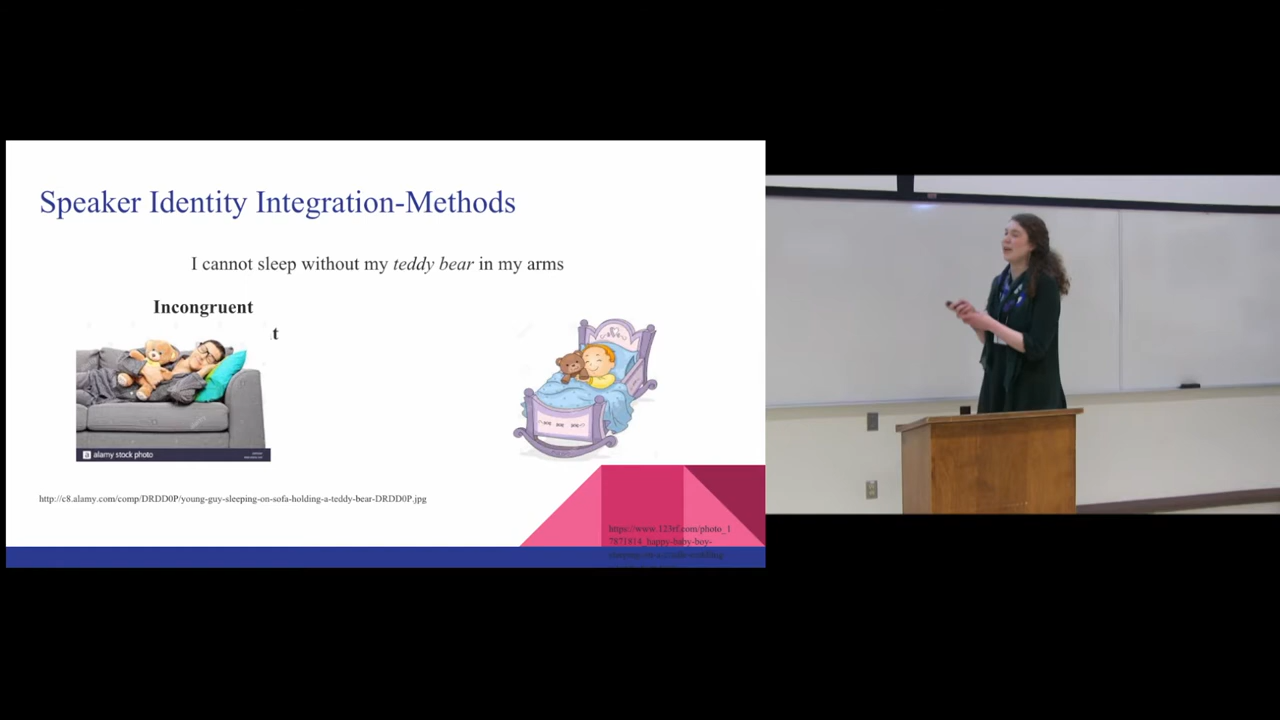 Speaker Identity Integration-Methods
I cannot sleep without my teddy bear in my arms
Incongruent
t
a alamy stock photo
http://c8.alamy.com/comp/DRDD0P/young-guy-sleeping-on-sofa-holding-a-teddy-bear-DRDD0P.jpg
https://www.123rf.com/photo_1
7871814_happy-baby-boy-